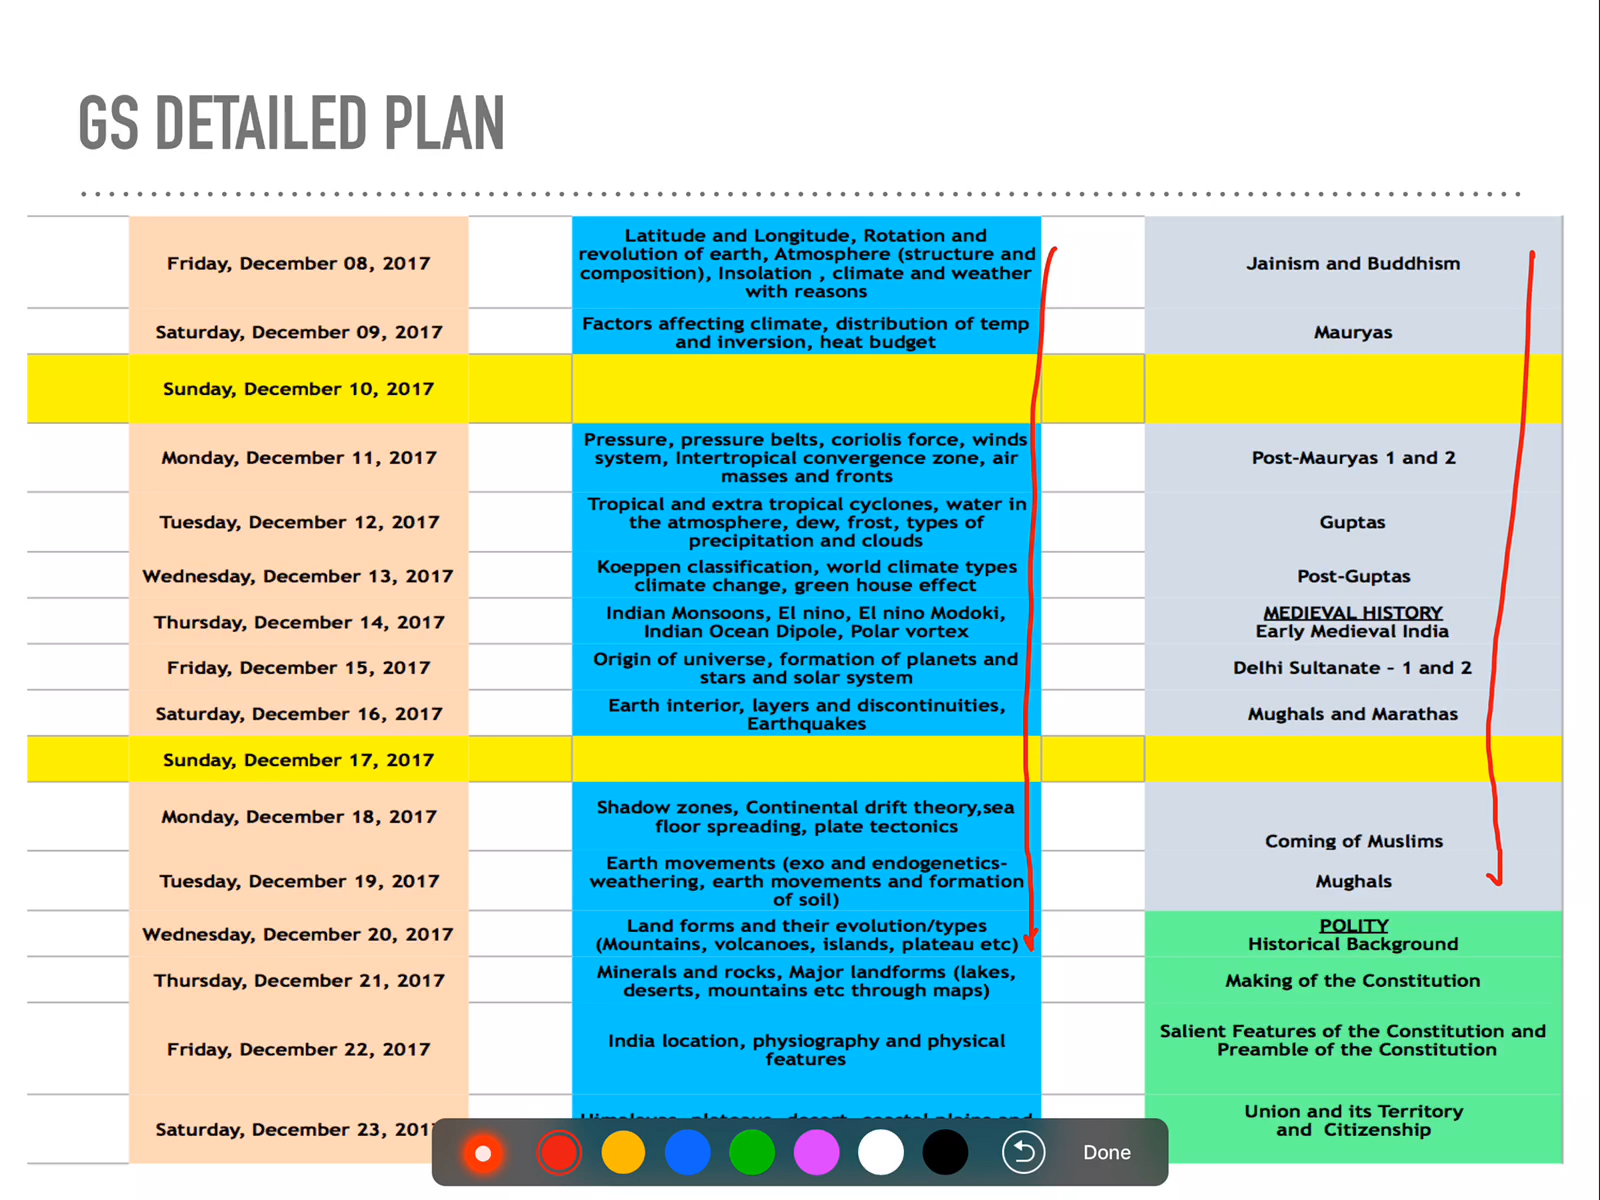 GS DETAILED PLAN
Friday, December 08, 2017
Latitude and Longitude, Rotation and
revolution of earth, Atmosphere (structure and
composition), Insolation , climate and weather
with reasons
Jainism and Buddhism
Saturday, December 09, 2017
Factors affecting climate, distribution of temp
and inversion, heat budget
Mauryas
Sunday, December 10, 2017
Monday, December 11, 2017
Pressure, pressure belts, coriolis force, winds
system, Intertropical convergence zone, air
masses and fronts
Post-Mauryas 1 and 2
Tuesday, December 12, 2017
Tropical and extra tropical cyclones, water in
the atmosphere, dew, frost, types of
precipitation and clouds
Guptas
Wednesday, December 13, 2017
Koeppen classification, world climate types
climate change, green house effect
Post-Guptas
Thursday, December 14, 2017
Indian Monsoons, El nino, El nino Modoki,
Indian Ocean Dipole, Polar vortex
MEDIEVAL HISTORY
Early Medieval India
Friday, December 15, 2017
Origin of universe, formation of planets and
stars and solar system
Delhi Sultanate - 1 and 2
Saturday, December 16, 2017
Earth interior, layers and discontinuities,
Earthquakes
Mughals and Marathas
Sunday, December 17, 2017
Monday, December 18, 2017
Shadow zones, Continental drift theory,sea
floor spreading, plate tectonics
Coming of Muslims
Tuesday, December 19, 2017
Earth movements (exo and endogenetics-
weathering, earth movements and formation
of soil)
Mughals
Wednesday, December 20, 2017
Land forms and their evolution/types
(Mountains, volcanoes, islands, plateau etc)
POLITY
Historical Background
Thursday, December 21, 2017
Minerals and rocks, Major landforms (lakes,
deserts, mountains etc through maps)
Making of the Constitution
Friday, December 22, 2017
India location, physiography and physical
features
Salient Features of the Constitution and
Preamble of the Constitution
Saturday, December 23, 201
Himalayas, plateaus, desert, coastal plains and
Union and its Territory
and Citizenship
Done